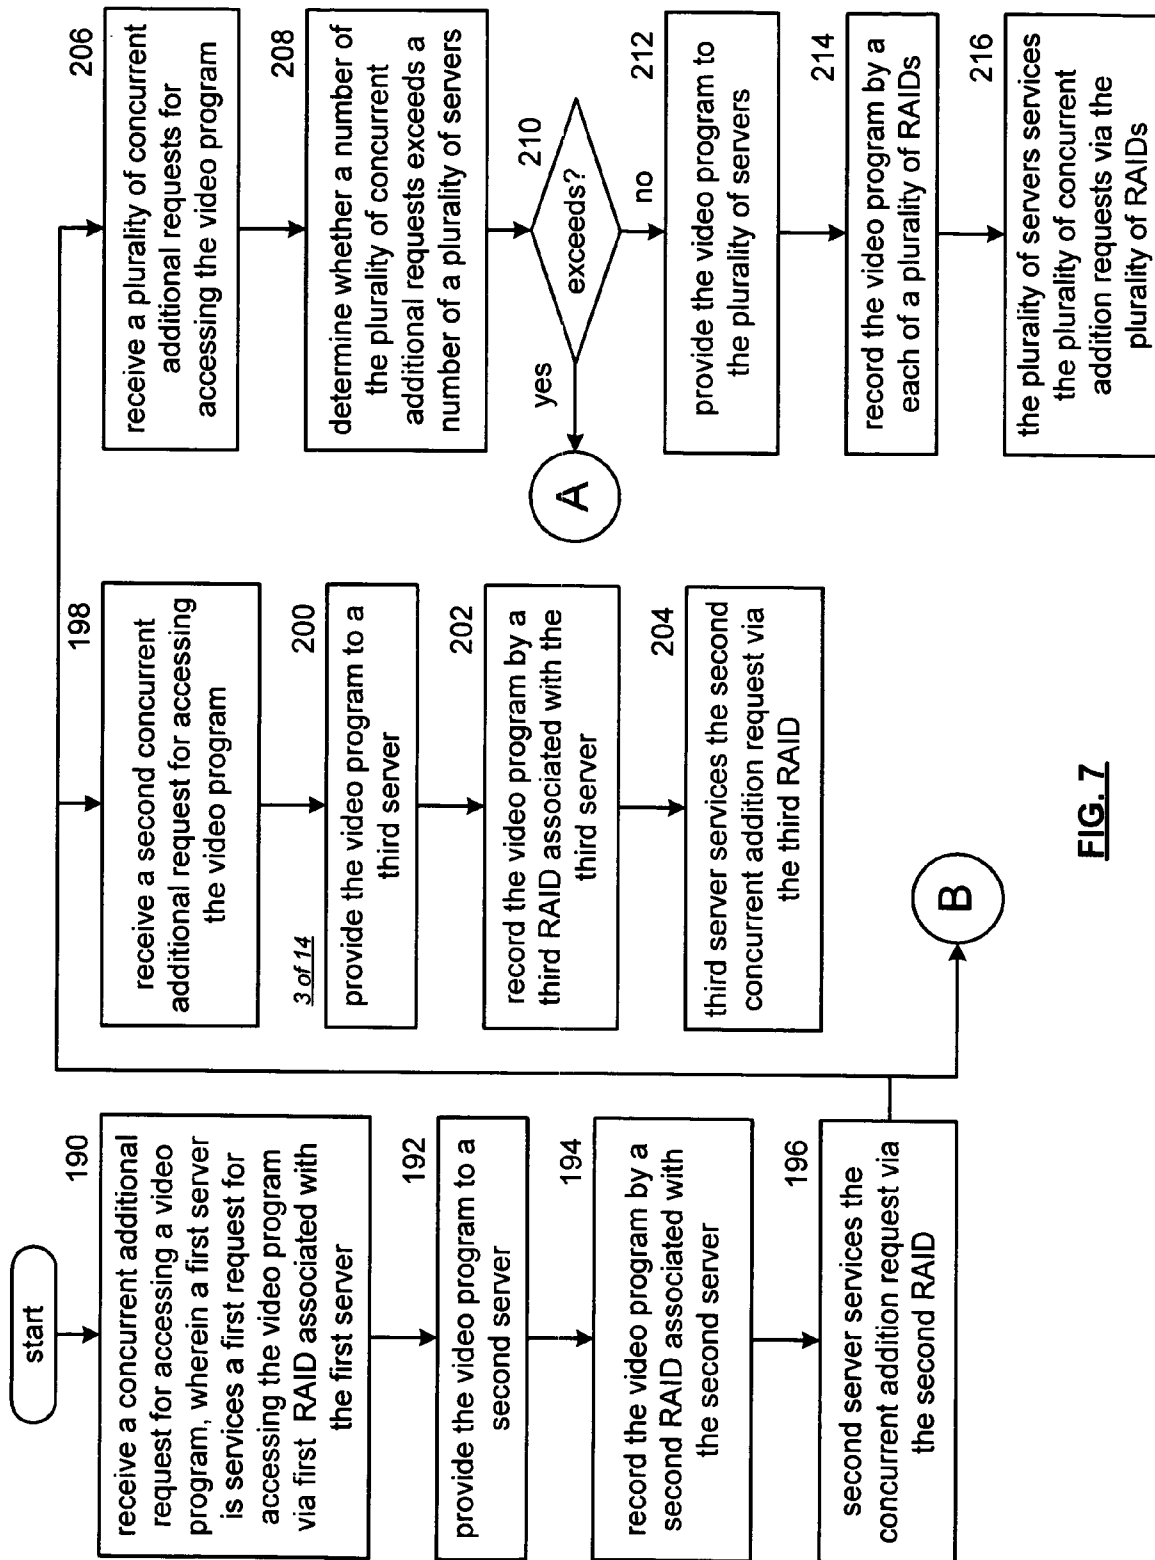 start
190
receive a concurrent additional
request for accessing a video
program, wherein a first server
is services a first request for
accessing the video program
via first RAID associated with
the first server
192
provide the video program to a
second server
194
record the video program by a
second RAID associated with
the second server
196
second server services the
concurrent addition request via
the second RAID
198
receive a second concurrent
additional request for accessing
the video program
3 of 14
200
provide the video program to a
third server
202
record the video program by a
third RAID associated with the
third server
204
third server services the second
concurrent addition request via
the third RAID
B
206
receive a plurality of concurrent
additional requests for
accessing the video program
208
determine whether a number of
the plurality of concurrent
additional requests exceeds a
number of a plurality of servers
210
exceeds?
yes
A
no
212
provide the video program to
the plurality of servers
214
record the video program by a
each of a plurality of RAIDs
216
the plurality of servers services
the plurality of concurrent
addition requests via the
plurality of RAIDs
FIG. 7